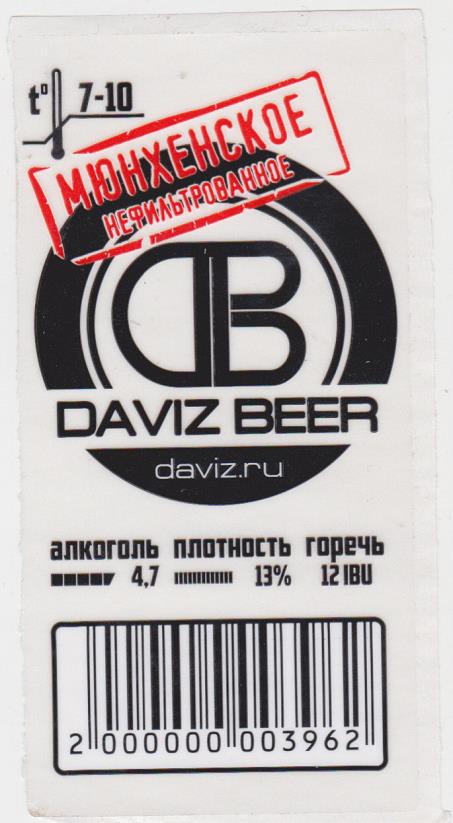 t° 7-10
МЮНХЕНСКОЕ
НЕФИЛЬТРОВАННОЕ
DB
DAVIZ BEER
daviz.ru
алкоголь плотность горечь
4,7 13% 12 IBU
2 000000 003962